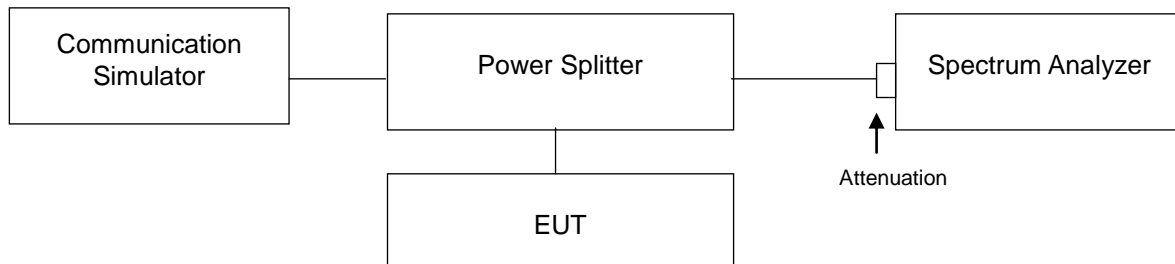 Communication
Simulator
Power Splitter
Spectrum Analyzer
Attenuation
EUT